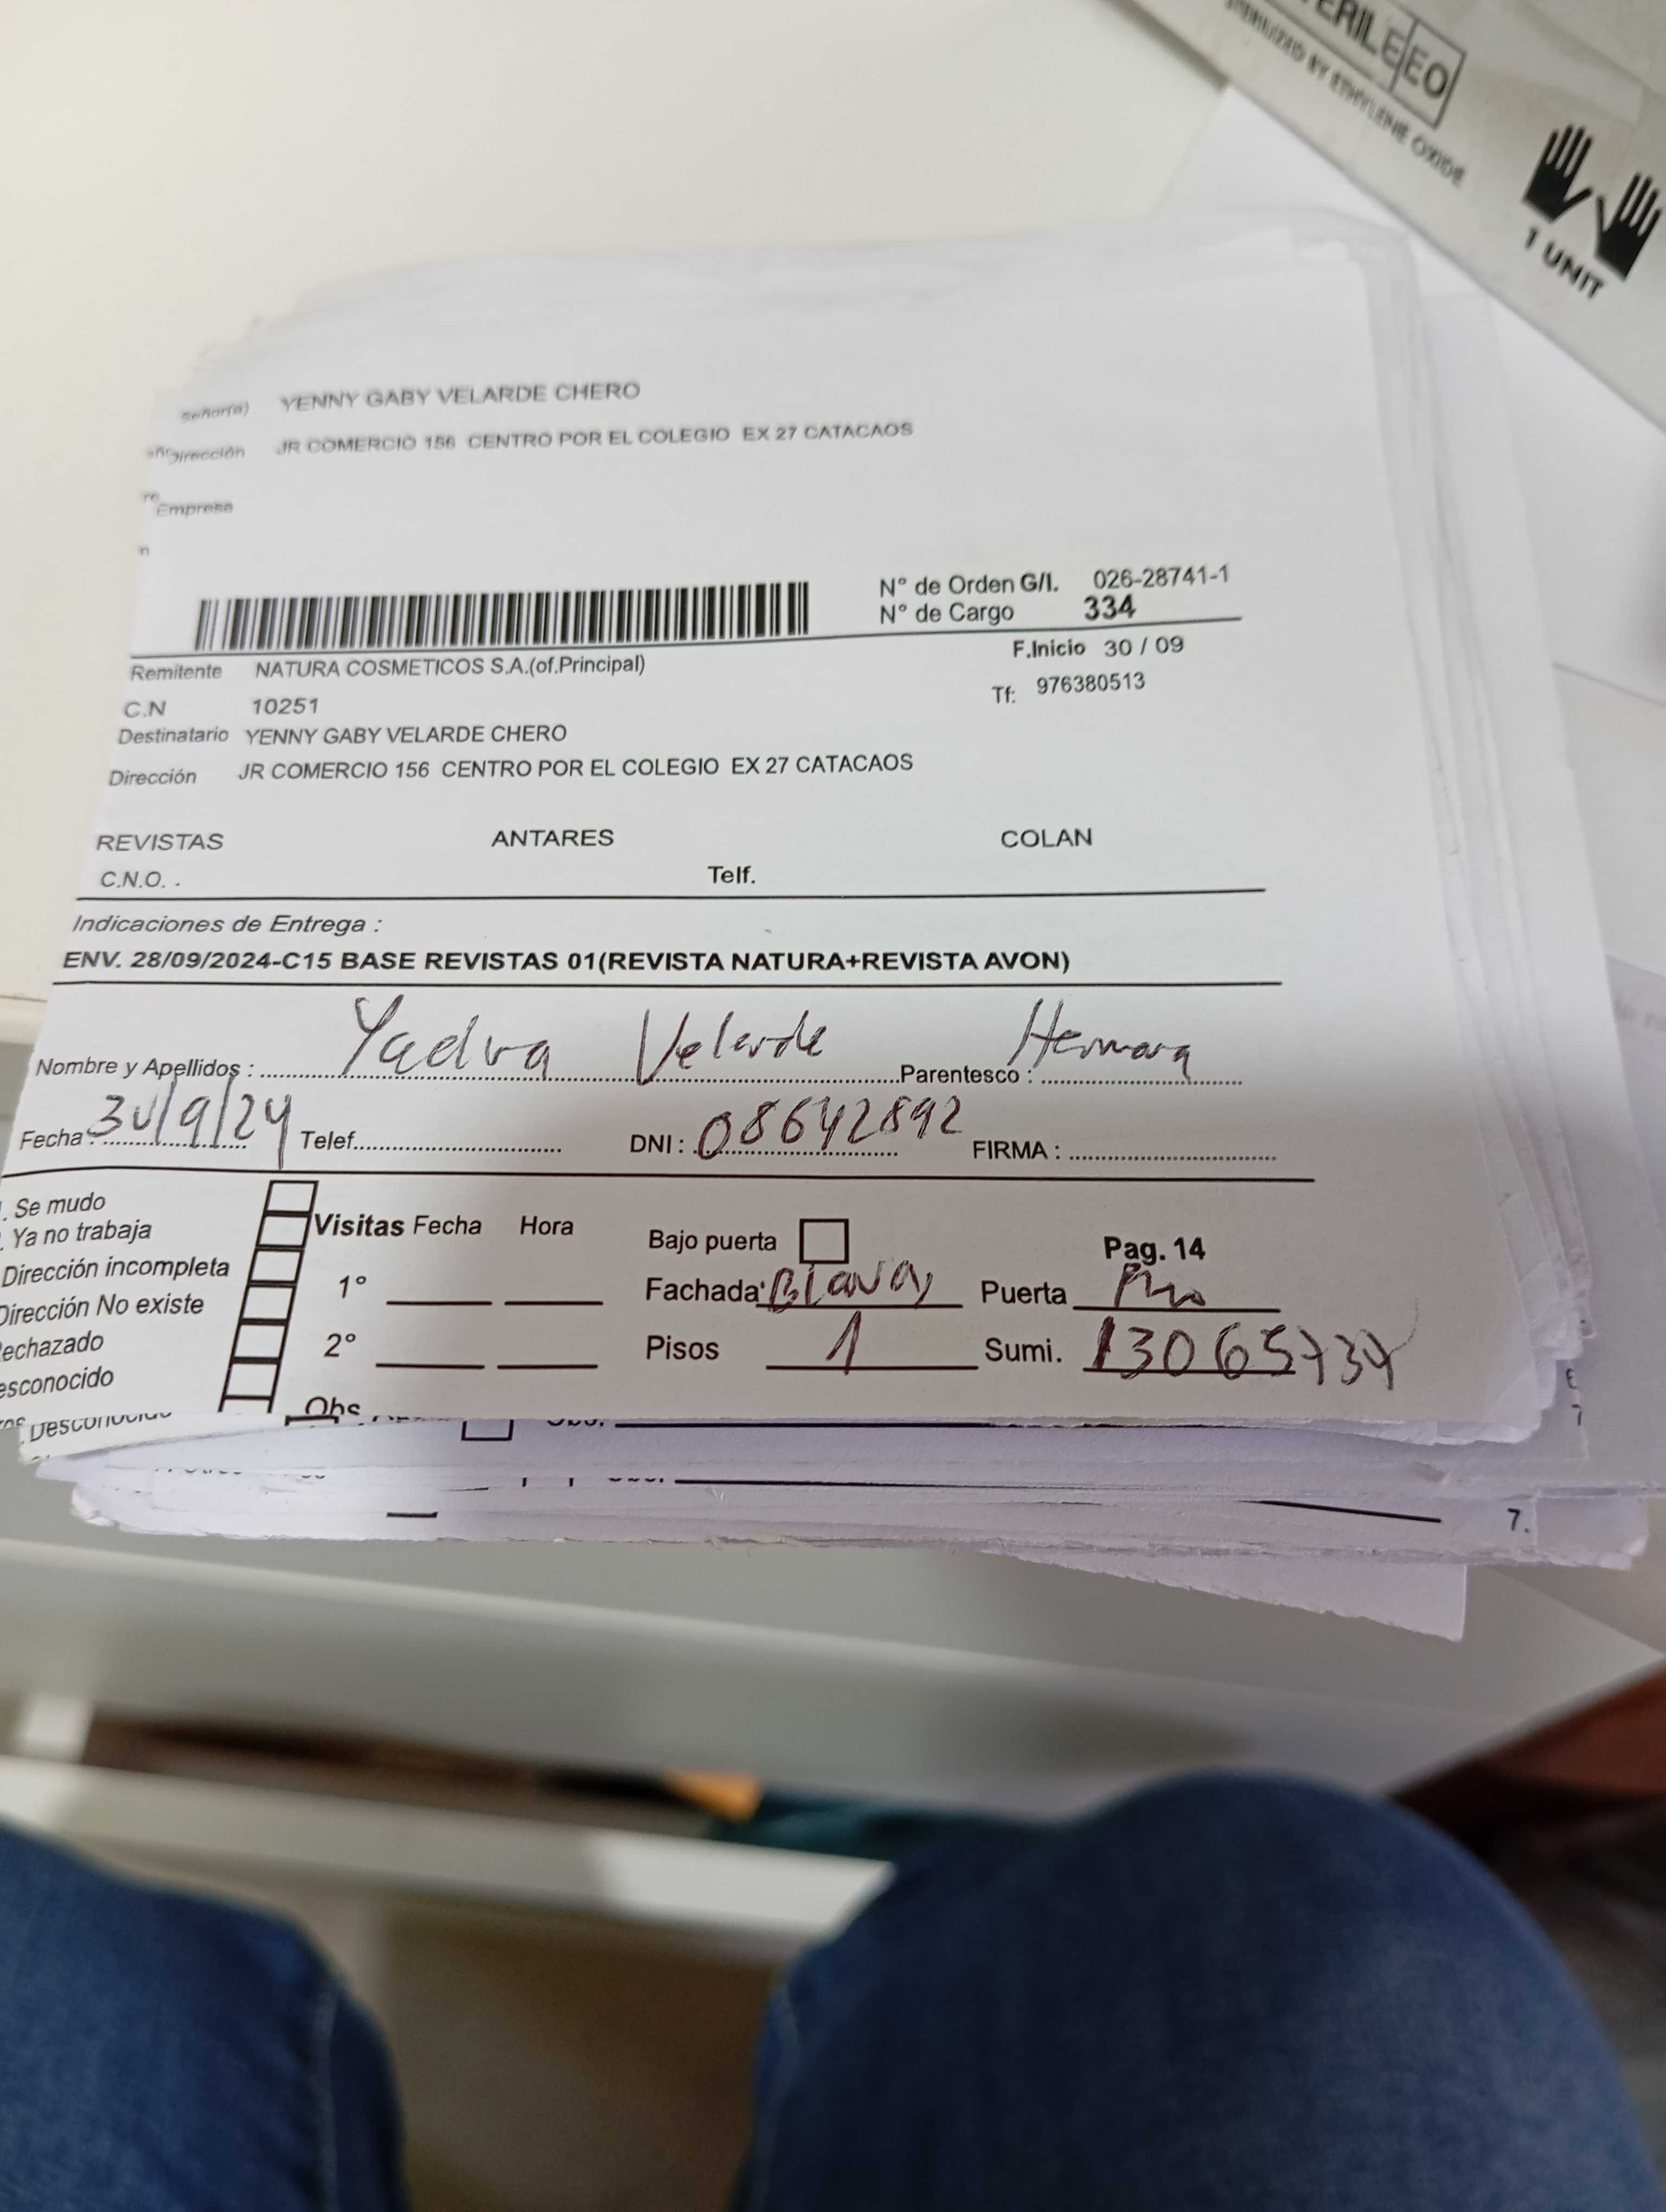 STERILE EO
STERILIZED BY ETHYLENE OXIDE
1 UNIT
Señor(a) YENNY GABY VELARDE CHERO
Dirección JR COMERCIO 156 CENTRO POR EL COLEGIO EX 27 CATACAOS
Empresa
N° de Orden G/I. 026-28741-1
N° de Cargo 334
Remitente NATURA COSMETICOS S.A.(of.Principal) F.Inicio 30 / 09
C.N 10251 Tf: 976380513
Destinatario YENNY GABY VELARDE CHERO
Dirección JR COMERCIO 156 CENTRO POR EL COLEGIO EX 27 CATACAOS
REVISTAS ANTARES COLAN
C.N.O. . Telf.
Indicaciones de Entrega :
ENV. 28/09/2024-C15 BASE REVISTAS 01(REVISTA NATURA+REVISTA AVON)
Nombre y Apellidos : Yadva Velarde Parentesco : Hermana
Fecha : 30/9/24 Telef. DNI : 08642892 FIRMA :
. Se mudo
. Ya no trabaja
Dirección incompleta
Dirección No existe
echazado
esconocido
Visitas Fecha Hora
1°
2°
Obs
Bajo puerta Pag. 14
Fachada Blanca Puerta
Pisos 1 Sumi. 13065737
Desconocido
7.